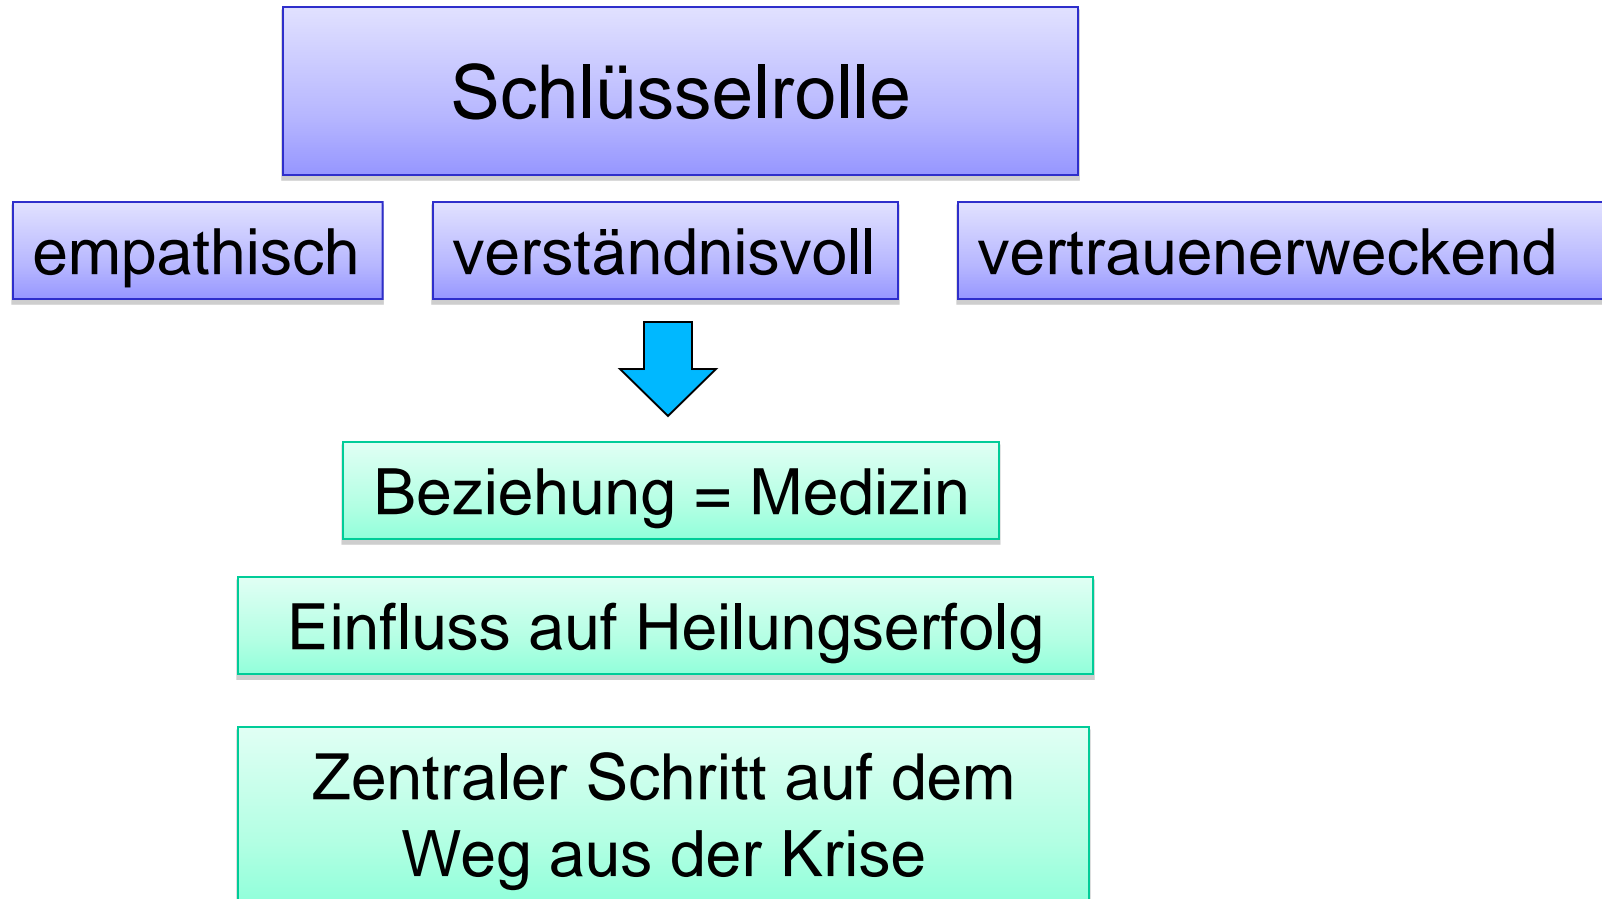 Schlüsselrolle
empathisch verständnisvoll vertrauenerweckend
Beziehung = Medizin
Einfluss auf Heilungserfolg
Zentraler Schritt auf dem
Weg aus der Krise